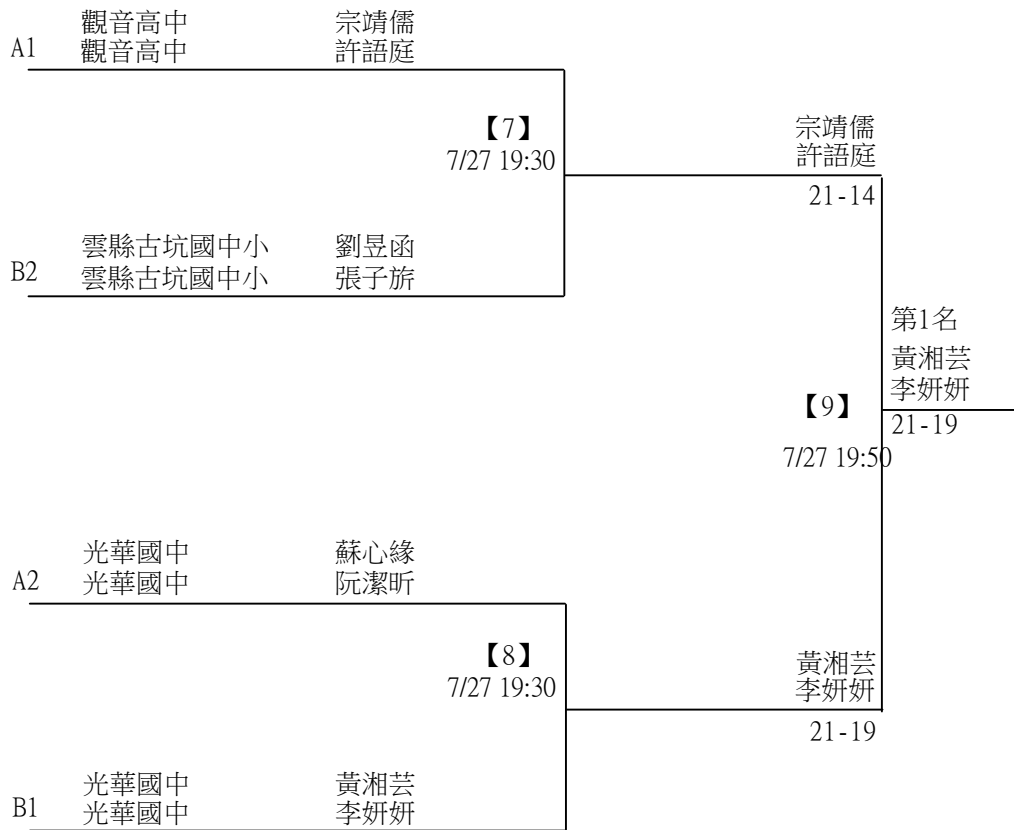 觀音高中 宗靖儒
A1 觀音高中 許語庭
【7】
7/27 19:30
宗靖儒
許語庭
21-14
雲縣古坑國中小 劉昱函
B2 雲縣古坑國中小 張子旂
第1名
黃湘芸
李妍妍
【9】
21-19
7/27 19:50
光華國中 蘇心緣
A2 光華國中 阮潔昕
【8】
7/27 19:30
黃湘芸
李妍妍
21-19
光華國中 黃湘芸
B1 光華國中 李妍妍